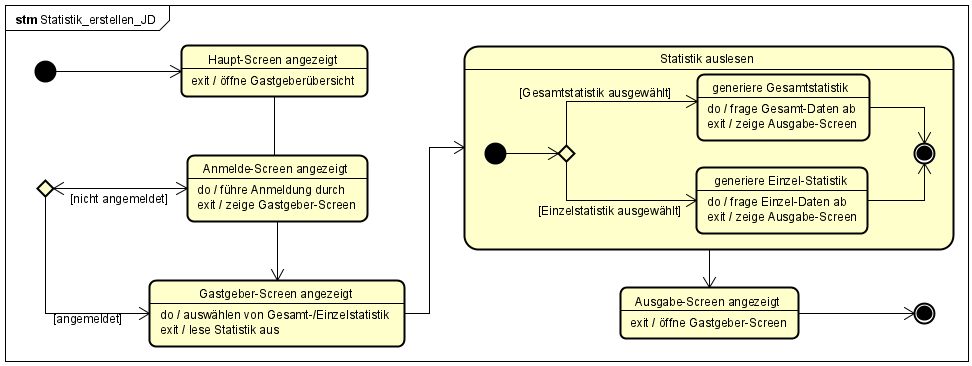 stm Statistik_erstellen_JD
Haupt-Screen angezeigt
exit / öffne Gastgeberübersicht
Anmelde-Screen angezeigt
do / führe Anmeldung durch
exit / zeige Gastgeber-Screen
[nicht angemeldet]
[angemeldet]
Gastgeber-Screen angezeigt
do / auswählen von Gesamt-/Einzelstatistik
exit / lese Statistik aus
Statistik auslesen
[Gesamtstatistik ausgewählt]
generiere Gesamtstatistik
do / frage Gesamt-Daten ab
exit / zeige Ausgabe-Screen
[Einzelstatistik ausgewählt]
generiere Einzel-Statistik
do / frage Einzel-Daten ab
exit / zeige Ausgabe-Screen
Ausgabe-Screen angezeigt
exit / öffne Gastgeber-Screen